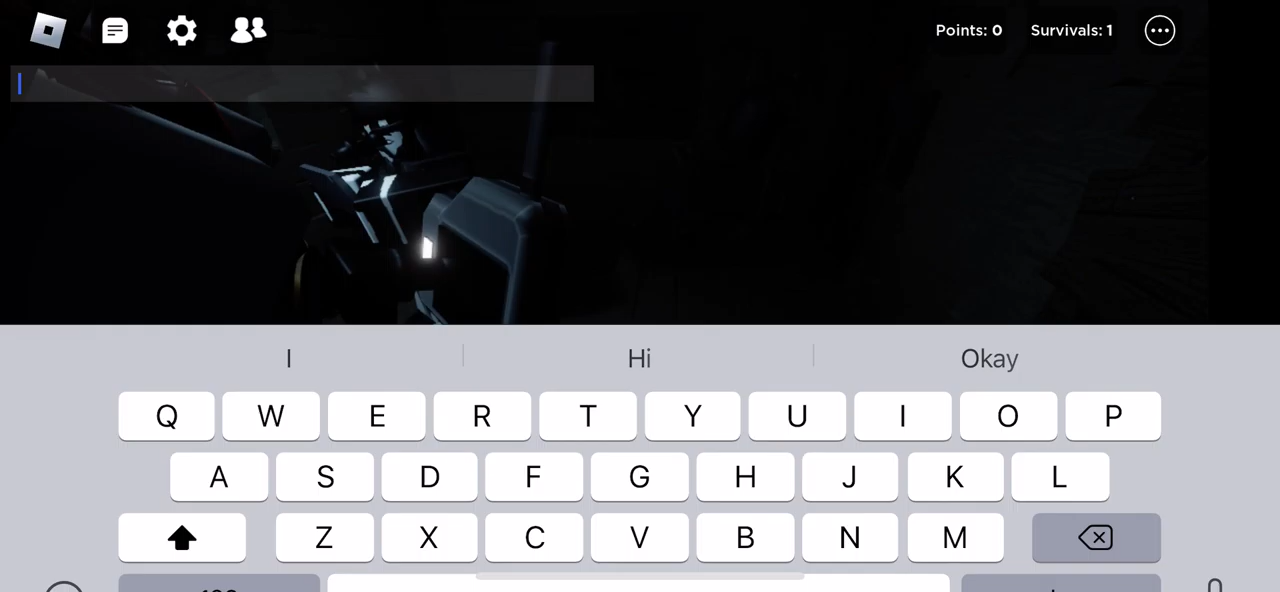 Points: 0 Survivals: 1
I Hi Okay
Q W E R T Y U I O P
A S D F G H J K L
Z X C V B N M